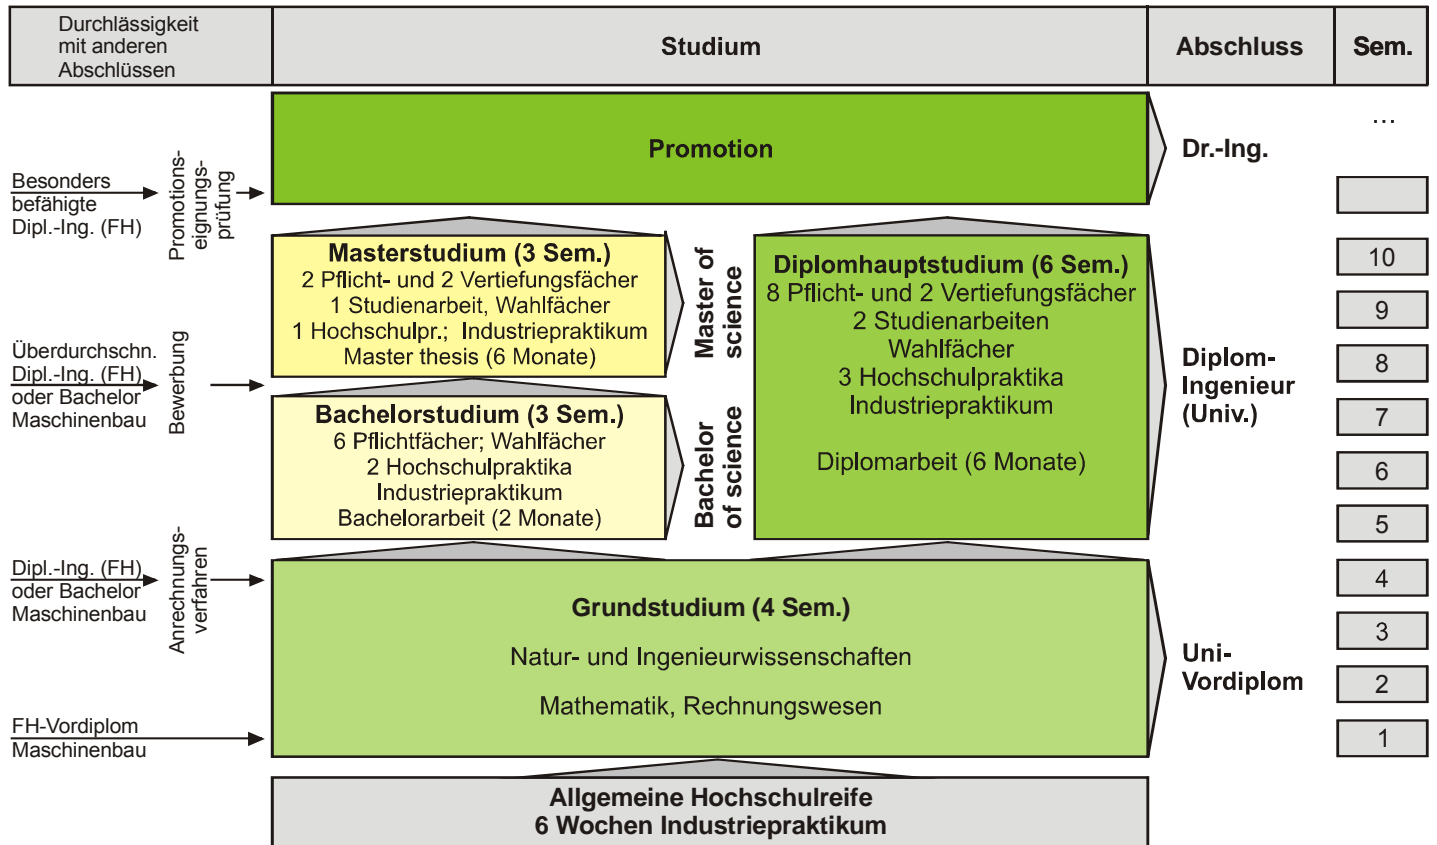 Durchlässigkeit
mit anderen
Abschlüssen
Studium
Abschluss
Sem.
Promotion
Dr.-Ing.
...
Besonders
befähigte
Dipl.-Ing. (FH)
Promotions-
eignungs-
prüfung
Masterstudium (3 Sem.)
2 Pflicht- und 2 Vertiefungsfächer
1 Studienarbeit, Wahlfächer
1 Hochschulpr.; Industriepraktikum
Master thesis (6 Monate)
Master of
science
Diplomhauptstudium (6 Sem.)
8 Pflicht- und 2 Vertiefungsfächer
2 Studienarbeiten
Wahlfächer
3 Hochschulpraktika
Industriepraktikum
Diplomarbeit (6 Monate)
Diplom-
Ingenieur
(Univ.)
10
9
8
7
6
5
Überdurchschn.
Dipl.-Ing. (FH)
oder Bachelor
Maschinenbau
Bewerbung
Bachelorstudium (3 Sem.)
6 Pflichtfächer; Wahlfächer
2 Hochschulpraktika
Industriepraktikum
Bachelorarbeit (2 Monate)
Bachelor
of science
Dipl.-Ing. (FH)
oder Bachelor
Maschinenbau
Anrechnungs-
verfahren
Grundstudium (4 Sem.)
Natur- und Ingenieurwissenschaften
Mathematik, Rechnungswesen
Uni-
Vordiplom
4
3
2
1
FH-Vordiplom
Maschinenbau
Allgemeine Hochschulreife
6 Wochen Industriepraktikum